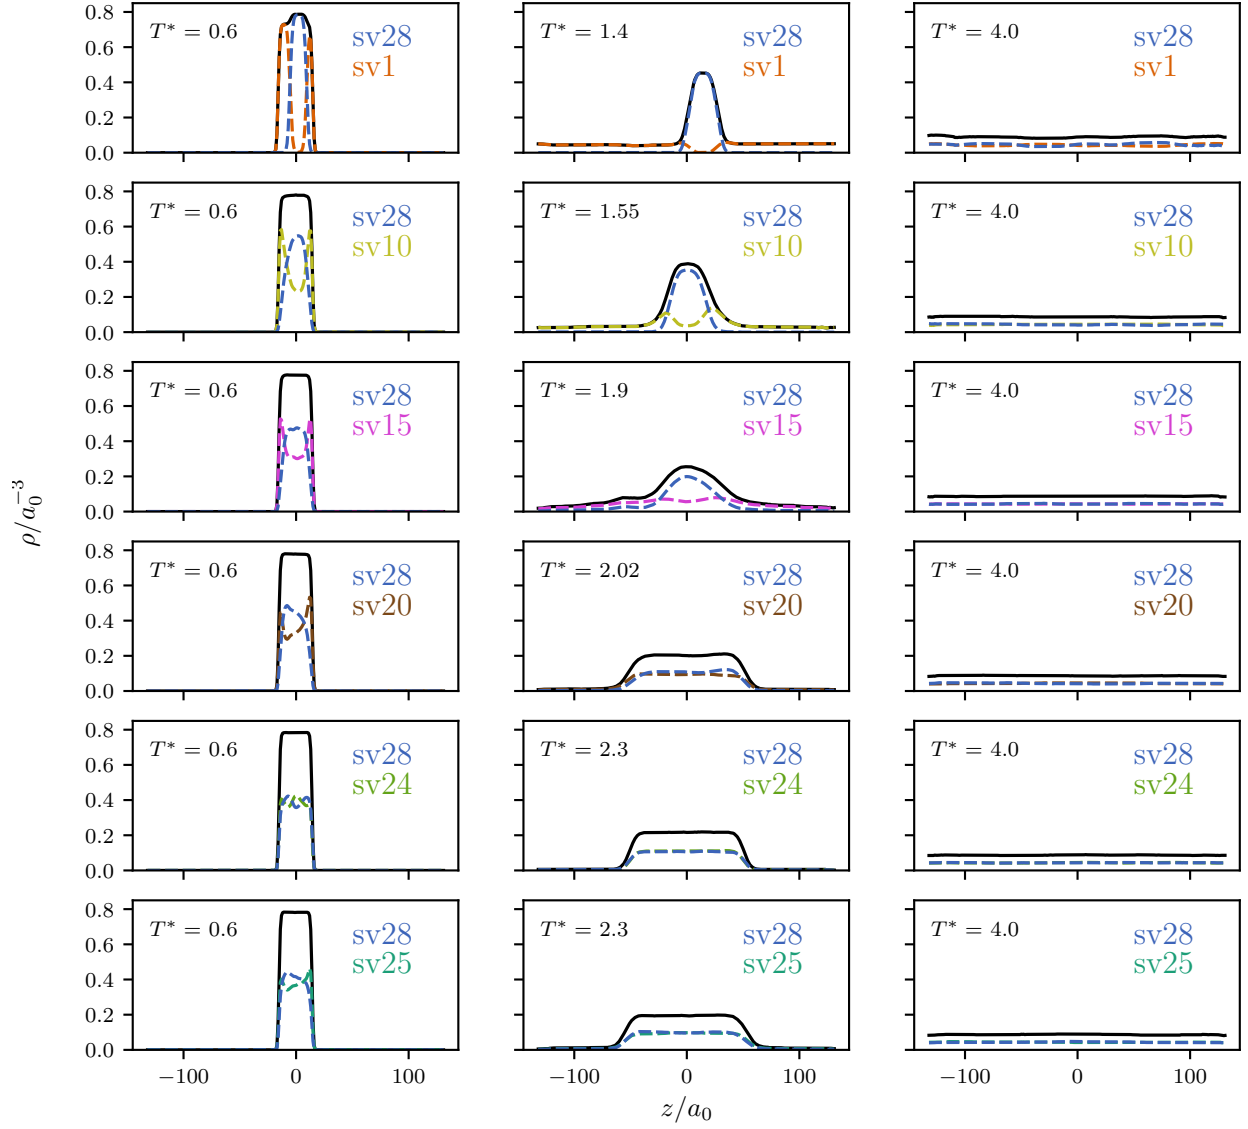 0.8
0.6
0.4
0.2
0.0
T* = 0.6
sv28
sv1
T* = 1.4
sv28
sv1
T* = 4.0
sv28
sv1
0.8
0.6
0.4
0.2
0.0
T* = 0.6
sv28
sv10
T* = 1.55
sv28
sv10
T* = 4.0
sv28
sv10
0.8
0.6
0.4
0.2
0.0
T* = 0.6
sv28
sv15
T* = 1.9
sv28
sv15
T* = 4.0
sv28
sv15
ρ/a₀⁻³
0.8
0.6
0.4
0.2
0.0
T* = 0.6
sv28
sv20
T* = 2.02
sv28
sv20
T* = 4.0
sv28
sv20
0.8
0.6
0.4
0.2
0.0
T* = 0.6
sv28
sv24
T* = 2.3
sv28
sv24
T* = 4.0
sv28
sv24
0.8
0.6
0.4
0.2
0.0
T* = 0.6
sv28
sv25
T* = 2.3
sv28
sv25
T* = 4.0
sv28
sv25
−100 0 100
−100 0 100
−100 0 100
z/a₀